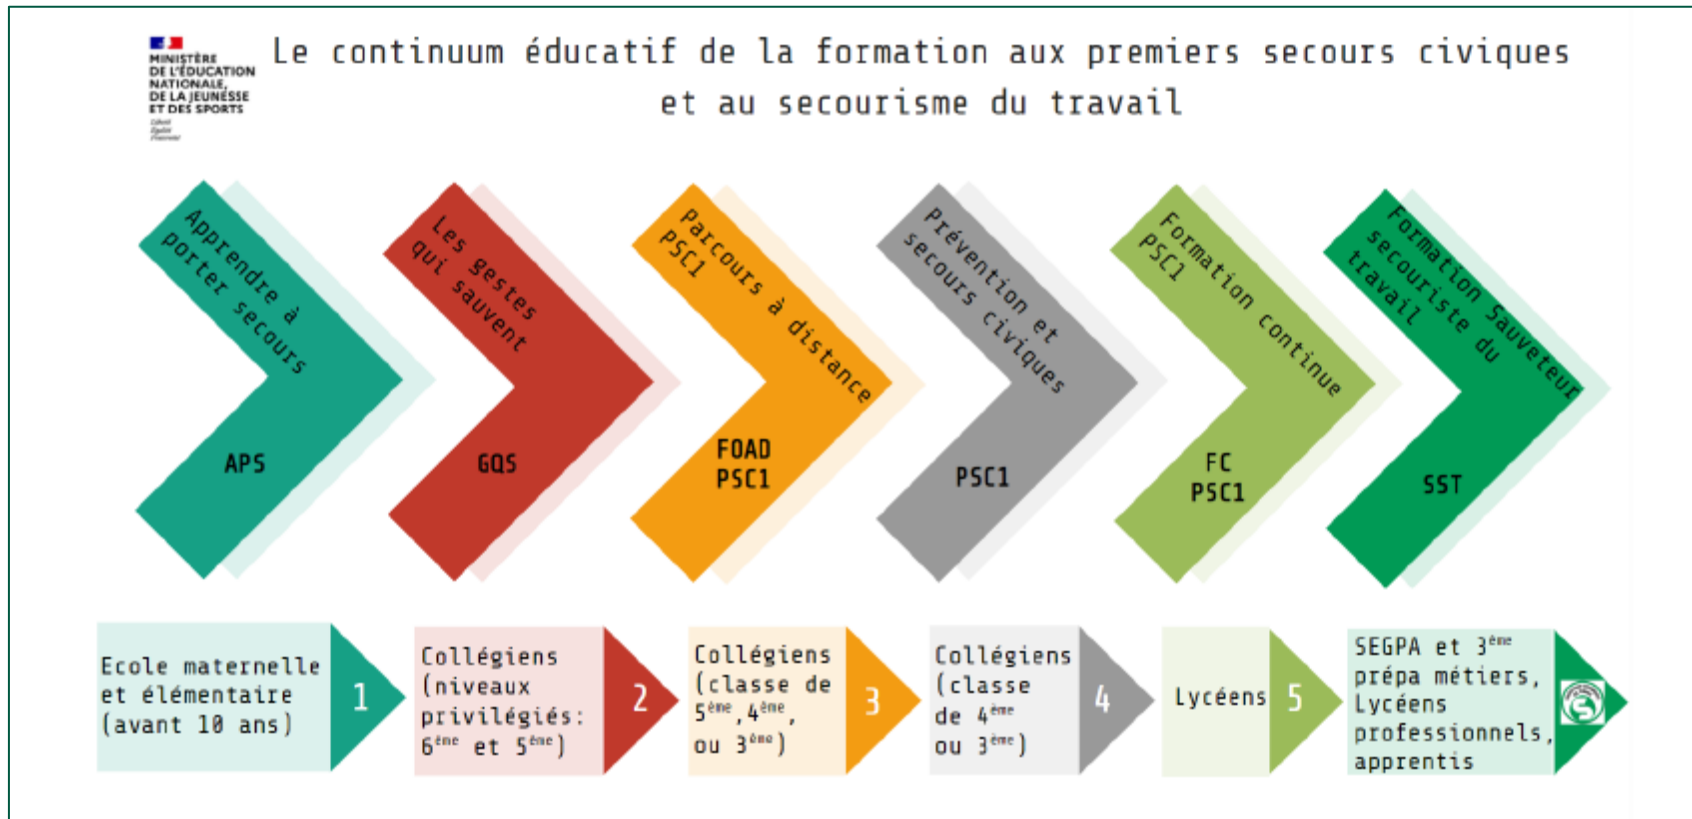 MINISTÈRE
DE L'ÉDUCATION
NATIONALE,
DE LA JEUNESSE
ET DES SPORTS
Liberté
Égalité
Fraternité
Le continuum éducatif de la formation aux premiers secours civiques
et au secourisme du travail
Apprendre à
porter secours
APS
Les gestes
qui sauvent
GQS
Parcours à distance
PSC1
FOAD
PSC1
Prévention et
secours civiques
PSC1
Formation continue
PSC1
FC
PSC1
Formation Sauveteur
secouriste du
travail
SST
Ecole maternelle
et élémentaire
(avant 10 ans)
1
Collégiens
(niveaux
privilégiés:
6ème et 5ème)
2
Collégiens
(classe de
5ème,4ème,
ou 3ème)
3
Collégiens
(classe
de 4ème
ou 3ème)
4
Lycéens
5
SEGPA et 3ème
prépa métiers,
Lycéens
professionnels,
apprentis